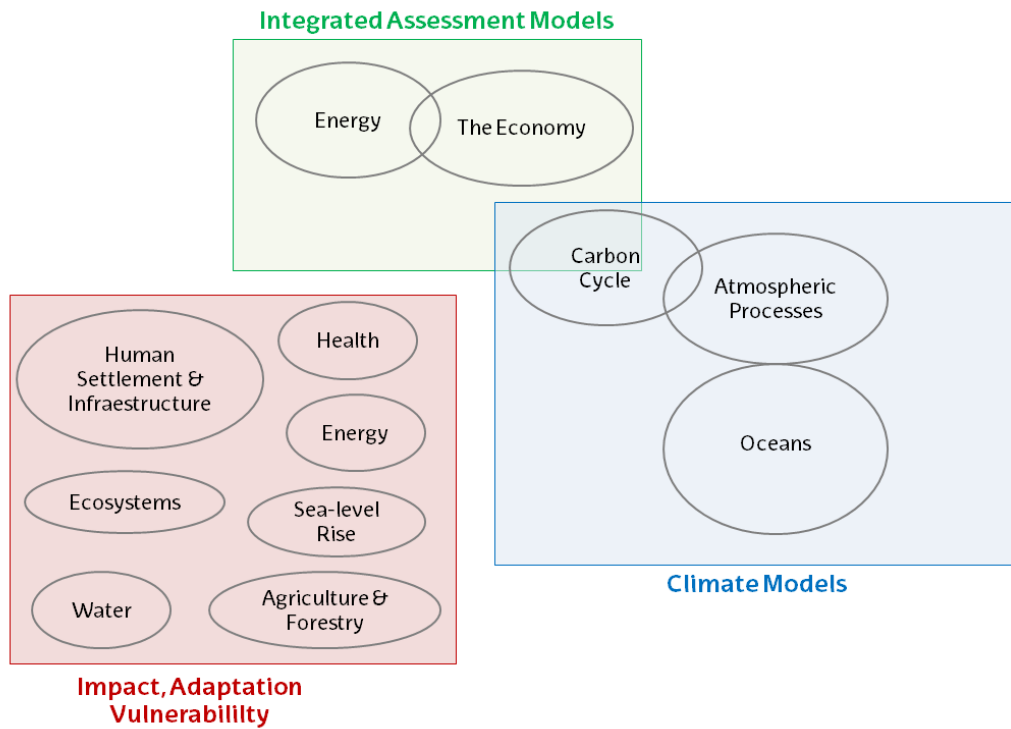 Integrated Assessment Models
Energy
The Economy
Carbon
Cycle
Atmospheric
Processes
Oceans
Climate Models
Human
Settlement &
Infraestructure
Health
Energy
Ecosystems
Sea-level
Rise
Water
Agriculture &
Forestry
Impact, Adaptation
Vulnerabililty